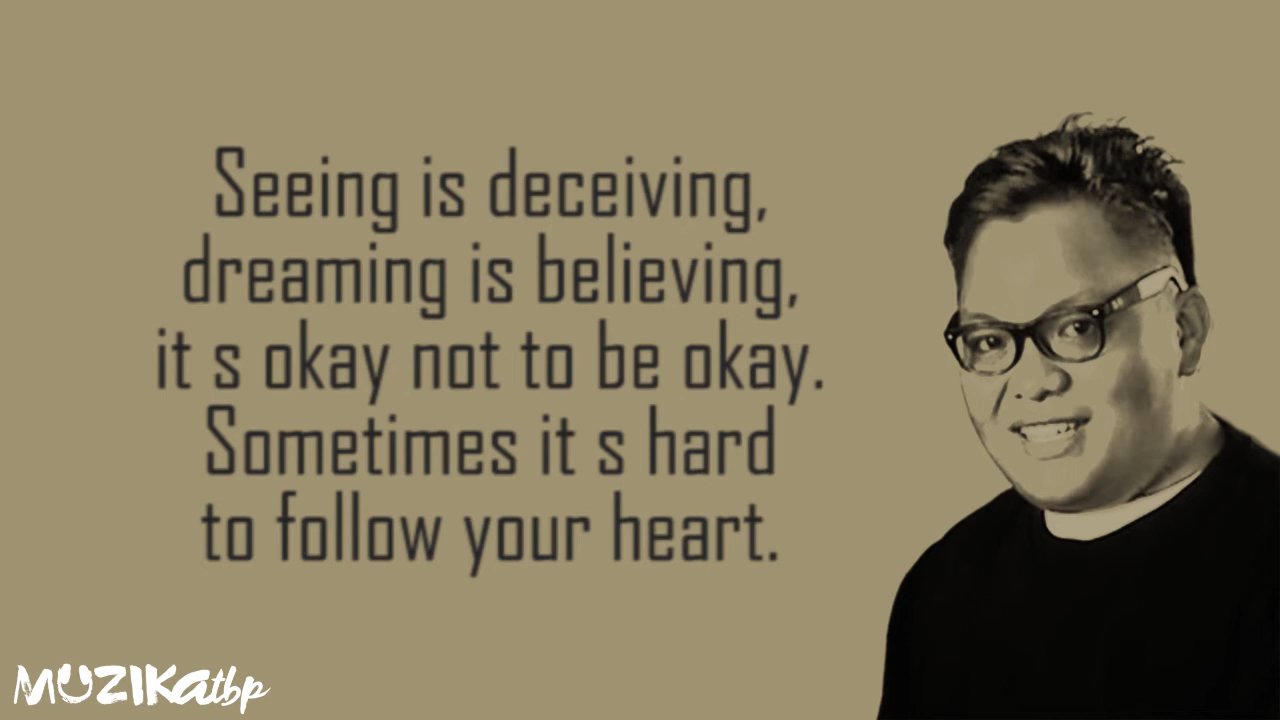 Seeing is deceiving,
dreaming is believing,
it s okay not to be okay.
Sometimes it s hard
to follow your heart.
MUZIKAtbp